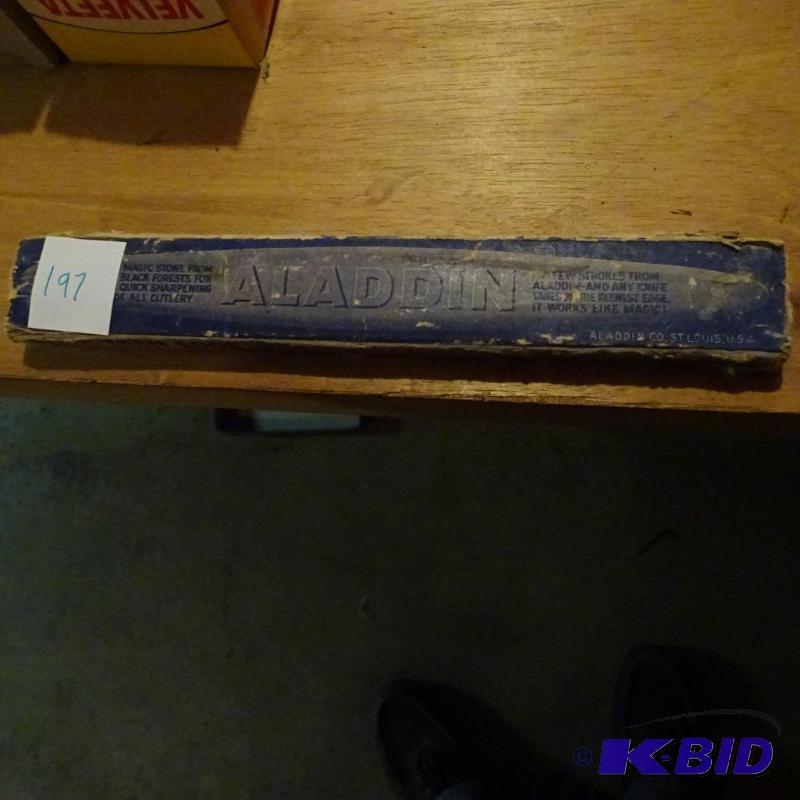 VELVEETA
197
MAGIC STONE FROM
BLACK FORESTS FOR
QUICK SHARPENING
OF ALL CUTLERY
ALADDIN
A FEW STROKES FROM
ALADDIN-AND ANY KNIFE
TAKES THE KEENEST EDGE.
IT WORKS LIKE MAGIC!
ALADDIN CO. ST. LOUIS, U.S.A.
© K-BID